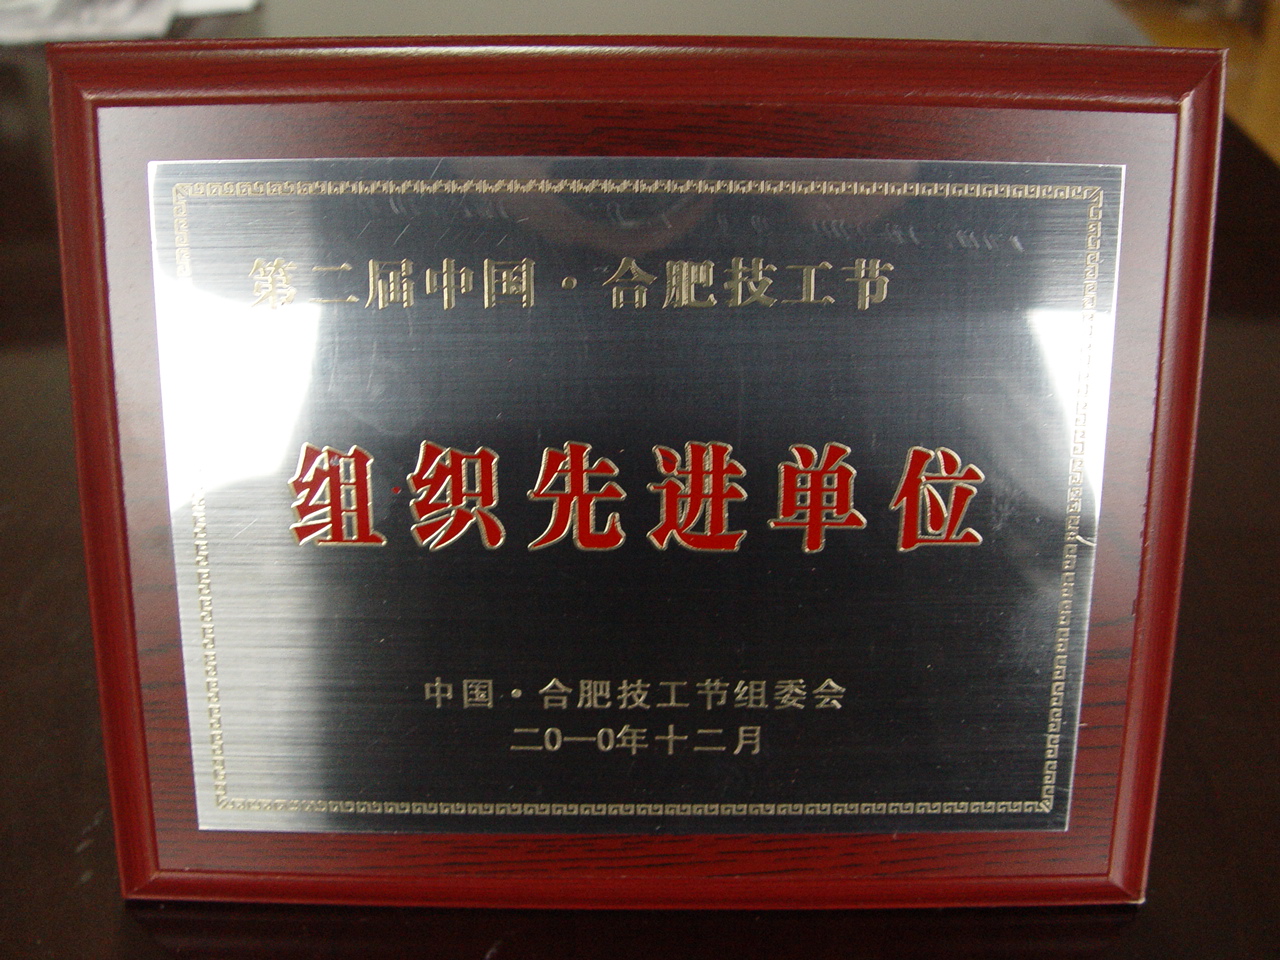 第二届中国·合肥技工节
组织先进单位
中国·合肥技工节组委会
二0一0年十二月